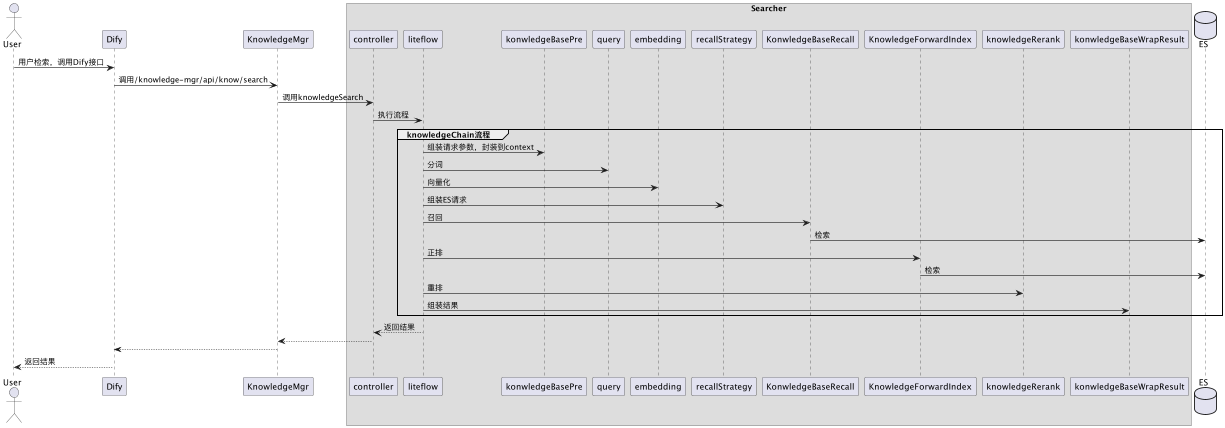 Searcher
User
Dify
KnowledgeMgr
controller
liteflow
konwledgeBasePre
query
embedding
recallStrategy
KonwledgeBaseRecall
KnowledgeForwardIndex
knowledgeRerank
konwledgeBaseWrapResult
ES
用户检索，调用Dify接口
调用/knowledge-mgr/api/know/search
调用knowledgeSearch
执行流程
knowledgeChain流程
组装请求参数，封装到context
分词
向量化
组装ES请求
召回
检索
正排
检索
重排
组装结果
返回结果
返回结果
User
Dify
KnowledgeMgr
controller
liteflow
konwledgeBasePre
query
embedding
recallStrategy
KonwledgeBaseRecall
KnowledgeForwardIndex
knowledgeRerank
konwledgeBaseWrapResult
ES